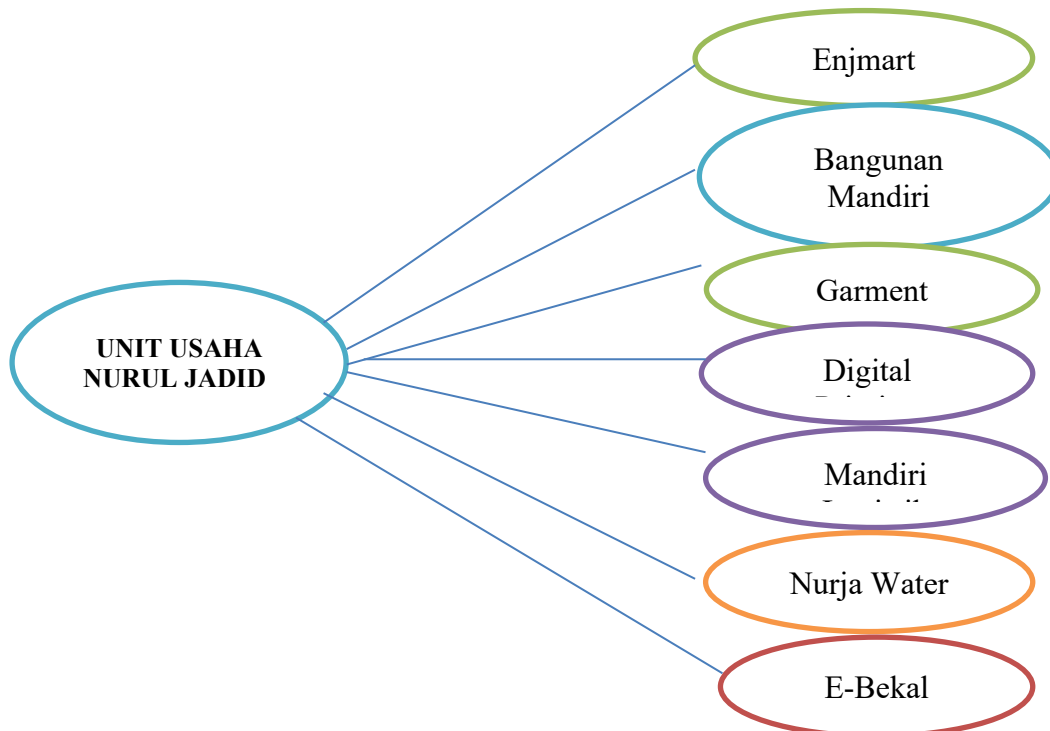 Enjmart
Bangunan
Mandiri
Garment
UNIT USAHA
NURUL JADID
Digital
Mandiri
Nurja Water
E-Bekal